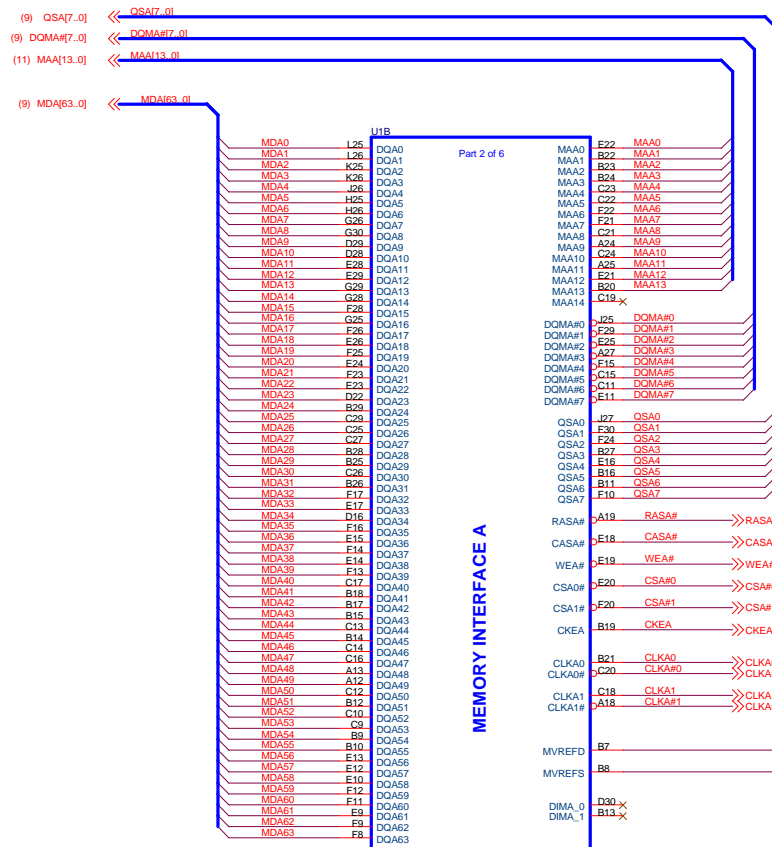 (9) QSA[7..0] QSA[7..0]
(9) DQMA#[7..0] DQMA#[7..0]
(11) MAA[13..0] MAA[13..0]
(9) MDA[63..0] MDA[63..0]
U1B
Part 2 of 6
MEMORY INTERFACE A
MDA0 L25 DQA0
MDA1 L26 DQA1
MDA2 K25 DQA2
MDA3 K26 DQA3
MDA4 J26 DQA4
MDA5 H25 DQA5
MDA6 H26 DQA6
MDA7 G26 DQA7
MDA8 G30 DQA8
MDA9 D29 DQA9
MDA10 D28 DQA10
MDA11 E28 DQA11
MDA12 E29 DQA12
MDA13 G29 DQA13
MDA14 G28 DQA14
MDA15 F28 DQA15
MDA16 G25 DQA16
MDA17 F26 DQA17
MDA18 E26 DQA18
MDA19 F25 DQA19
MDA20 E24 DQA20
MDA21 F23 DQA21
MDA22 E23 DQA22
MDA23 D22 DQA23
MDA24 B29 DQA24
MDA25 C29 DQA25
MDA26 C25 DQA26
MDA27 C27 DQA27
MDA28 B28 DQA28
MDA29 B25 DQA29
MDA30 C26 DQA30
MDA31 B26 DQA31
MDA32 F17 DQA32
MDA33 E17 DQA33
MDA34 D16 DQA34
MDA35 F16 DQA35
MDA36 E15 DQA36
MDA37 F14 DQA37
MDA38 E14 DQA38
MDA39 F13 DQA39
MDA40 C17 DQA40
MDA41 B18 DQA41
MDA42 B17 DQA42
MDA43 B15 DQA43
MDA44 C13 DQA44
MDA45 B14 DQA45
MDA46 C14 DQA46
MDA47 C16 DQA47
MDA48 A13 DQA48
MDA49 A12 DQA49
MDA50 C12 DQA50
MDA51 B12 DQA51
MDA52 C10 DQA52
MDA53 C9 DQA53
MDA54 B9 DQA54
MDA55 B10 DQA55
MDA56 E13 DQA56
MDA57 E12 DQA57
MDA58 E10 DQA58
MDA59 F12 DQA59
MDA60 F11 DQA60
MDA61 E9 DQA61
MDA62 F9 DQA62
MDA63 F8 DQA63
MAA0 E22 MAA0
MAA1 B22 MAA1
MAA2 B23 MAA2
MAA3 B24 MAA3
MAA4 C23 MAA4
MAA5 C22 MAA5
MAA6 F22 MAA6
MAA7 F21 MAA7
MAA8 C21 MAA8
MAA9 A24 MAA9
MAA10 C24 MAA10
MAA11 A25 MAA11
MAA12 E21 MAA12
MAA13 B20 MAA13
MAA14 C19
DQMA#0 J25 DQMA#0
DQMA#1 F29 DQMA#1
DQMA#2 E25 DQMA#2
DQMA#3 A27 DQMA#3
DQMA#4 F15 DQMA#4
DQMA#5 C15 DQMA#5
DQMA#6 C11 DQMA#6
DQMA#7 E11 DQMA#7
QSA0 J27 QSA0
QSA1 F30 QSA1
QSA2 F24 QSA2
QSA3 B27 QSA3
QSA4 E16 QSA4
QSA5 B16 QSA5
QSA6 B11 QSA6
QSA7 F10 QSA7
RASA# A19 RASA# RASA
CASA# E18 CASA# CASA
WEA# E19 WEA# WEA#
CSA0# E20 CSA#0 CSA#
CSA1# F20 CSA#1 CSA#
CKEA B19 CKEA CKEA
CLKA0 B21 CLKA0 CLKA
CLKA0# C20 CLKA#0 CLKA
CLKA1 C18 CLKA1 CLKA
CLKA1# A18 CLKA#1 CLKA
MVREFD B7
MVREFS B8
DIMA_0 D30
DIMA_1 B13